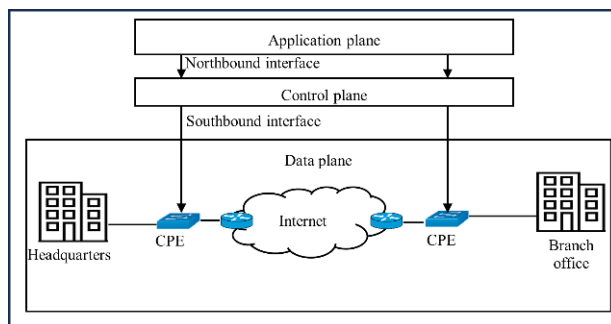 Application plane
Northbound interface
Control plane
Southbound interface
Data plane
Internet
CPE
CPE
Headquarters
Branch
office